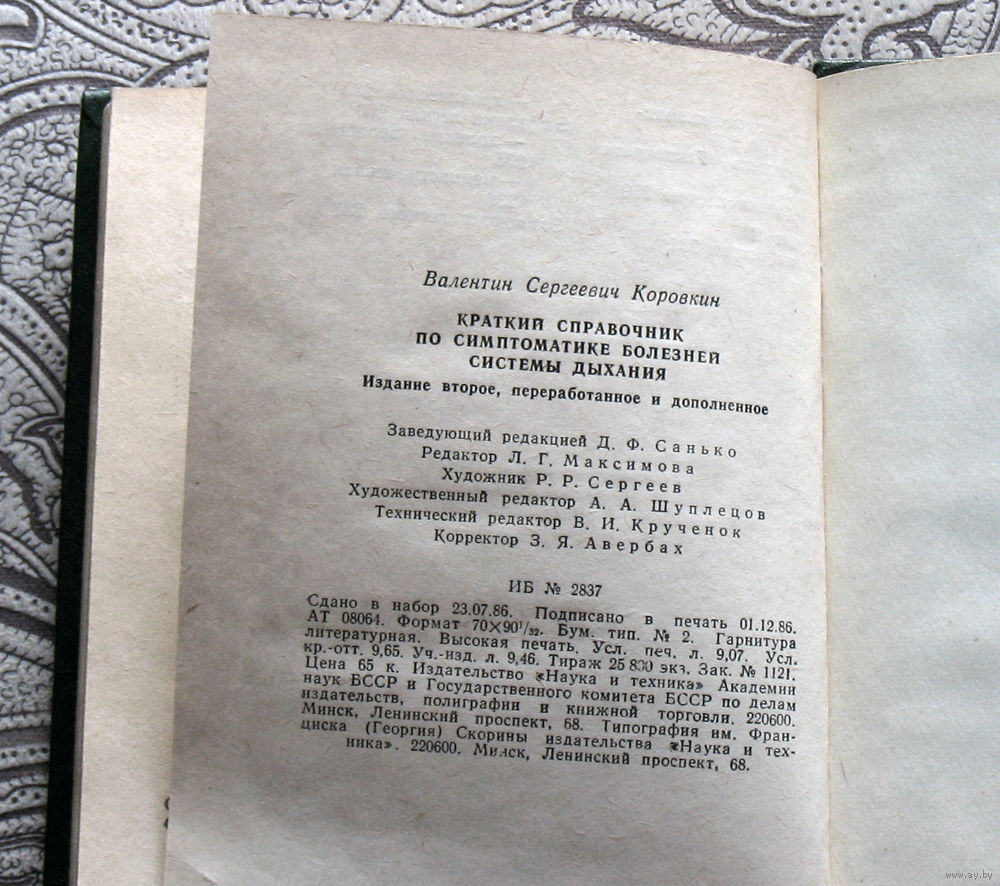 Валентин Сергеевич Коровкин
КРАТКИЙ СПРАВОЧНИК
ПО СИМПТОМАТИКЕ БОЛЕЗНЕЙ
СИСТЕМЫ ДЫХАНИЯ
Издание второе, переработанное и дополненное
Заведующий редакцией Д. Ф. Санько
Редактор Л. Г. Максимова
Художник Р. Р. Сергеев
Художественный редактор А. А. Шуплецов
Технический редактор В. И. Крученок
Корректор З. Я. Авербах
ИБ № 2837
Сдано в набор 23.07.86. Подписано в печать 01.12.86.
АТ 08064. Формат 70×90¹/₃₂. Бум. тип. № 2. Гарнитура
литературная. Высокая печать. Усл. печ. л. 9,07. Усл.
кр.-отт. 9,65. Уч.-изд. л. 9,46. Тираж 25 800 экз. Зак. № 1121.
Цена 65 к. Издательство «Наука и техника» Академии
наук БССР и Государственного комитета БССР по делам
издательств, полиграфии и книжной торговли. 220600.
Минск, Ленинский проспект, 68. Типография им. Фран-
циска (Георгия) Скорины издательства «Наука и тех-
ника». 220600. Минск, Ленинский проспект, 68.
www.ay.by